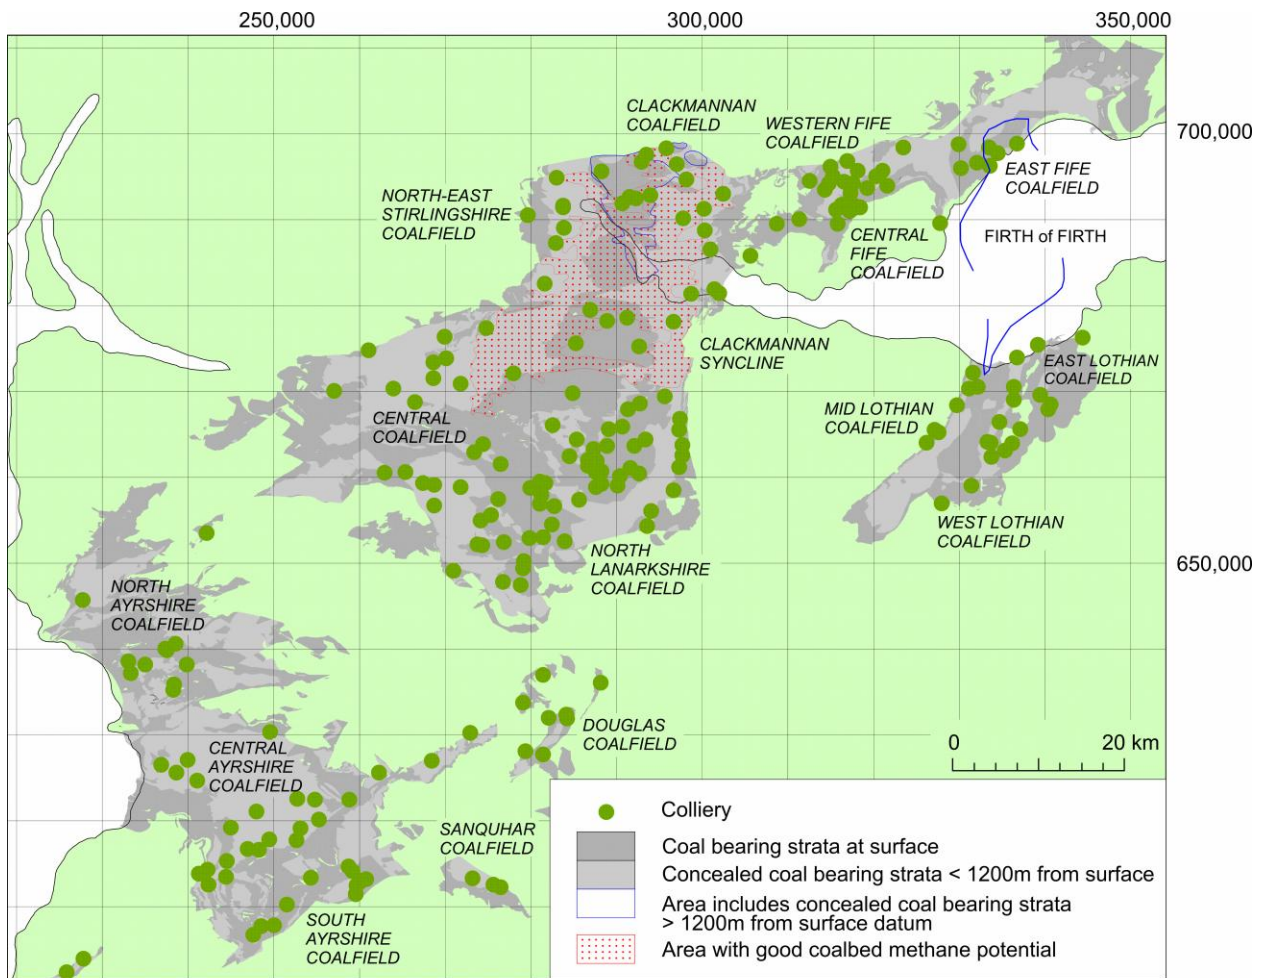 250,000
300,000
350,000
CLACKMANNAN
COALFIELD
WESTERN FIFE
COALFIELD
700,000
EAST FIFE
COALFIELD
NORTH-EAST
STIRLINGSHIRE
COALFIELD
CENTRAL
FIFE
COALFIELD
FIRTH of FIRTH
CLACKMANNAN
SYNCLINE
EAST LOTHIAN
COALFIELD
MID LOTHIAN
COALFIELD
CENTRAL
COALFIELD
WEST LOTHIAN
COALFIELD
NORTH
LANARKSHIRE
COALFIELD
650,000
NORTH
AYRSHIRE
COALFIELD
DOUGLAS
COALFIELD
CENTRAL
AYRSHIRE
COALFIELD
0 20 km
SANQUHAR
COALFIELD
SOUTH
AYRSHIRE
COALFIELD
Colliery
Coal bearing strata at surface
Concealed coal bearing strata < 1200m from surface
Area includes concealed coal bearing strata
> 1200m from surface datum
Area with good coalbed methane potential